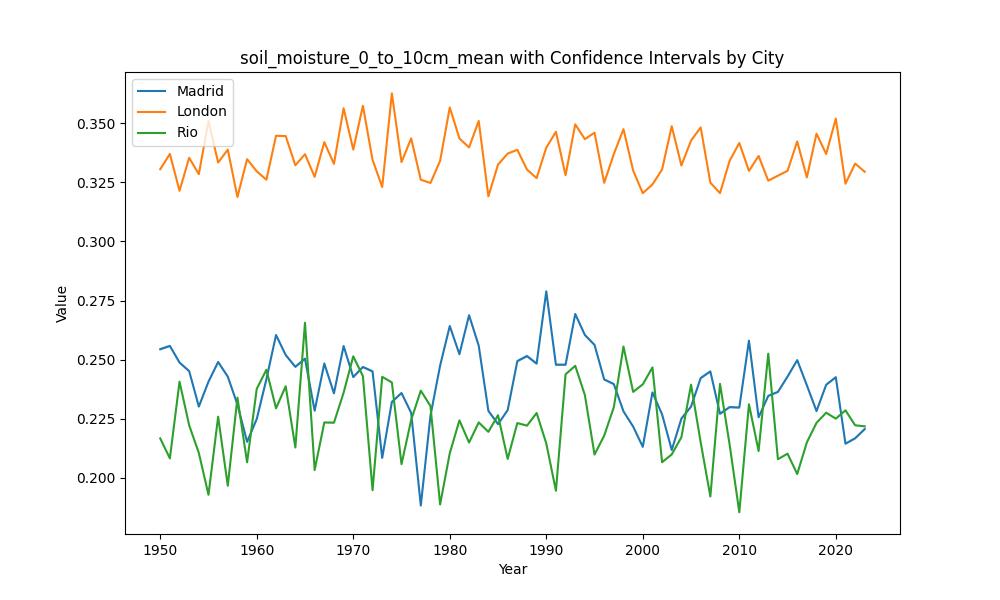 soil_moisture_0_to_10cm_mean with Confidence Intervals by City
Madrid
London
Rio
0.350
0.325
0.300
0.275
0.250
0.225
0.200
Value
1950 1960 1970 1980 1990 2000 2010 2020
Year